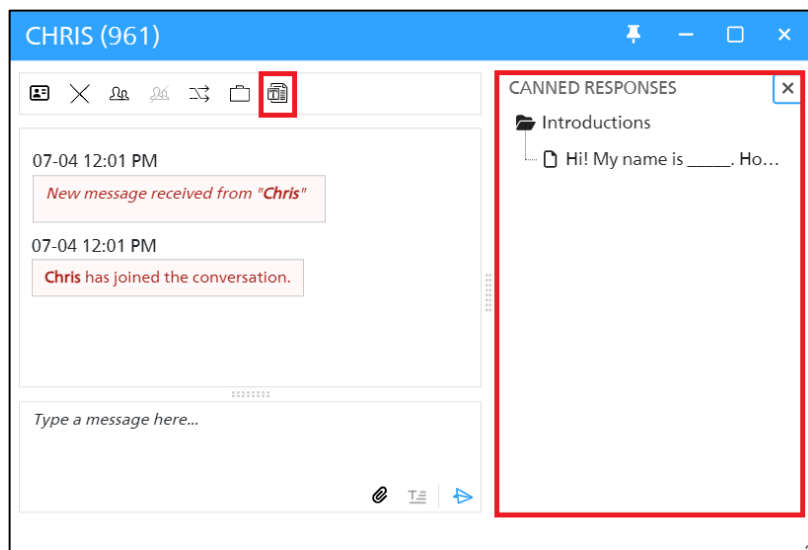 CHRIS (961)
07-04 12:01 PM
New message received from "Chris"
07-04 12:01 PM
Chris has joined the conversation.
Type a message here...
CANNED RESPONSES
Introductions
Hi! My name is _____. Ho...